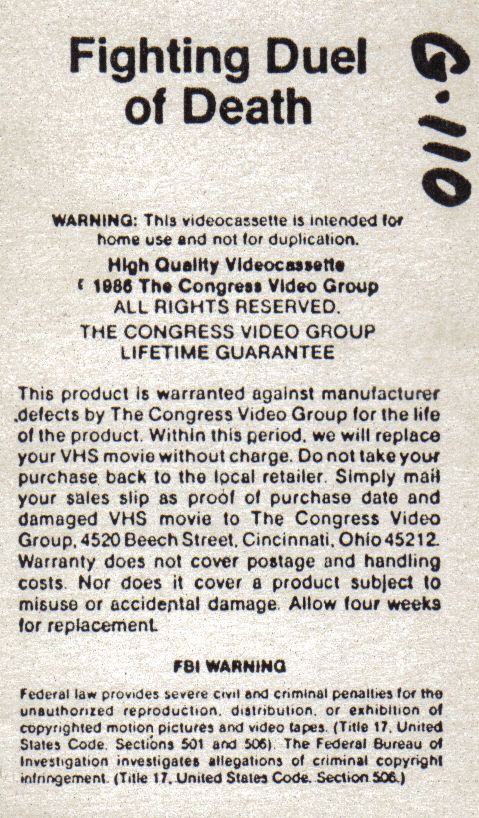 Fighting Duel
of Death
G-110
WARNING: This videocassette is intended for
home use and not for duplication.
High Quality Videocassette
© 1986 The Congress Video Group
ALL RIGHTS RESERVED.
THE CONGRESS VIDEO GROUP
LIFETIME GUARANTEE
This product is warranted against manufacturer
defects by The Congress Video Group for the life
of the product. Within this period, we will replace
your VHS movie without charge. Do not take your
purchase back to the local retailer. Simply mail
your sales slip as proof of purchase date and
damaged VHS movie to The Congress Video
Group, 4520 Beech Street, Cincinnati, Ohio 45212.
Warranty does not cover postage and handling
costs. Nor does it cover a product subject to
misuse or accidental damage. Allow four weeks
for replacement.
FBI WARNING
Federal law provides severe civil and criminal penalties for the
unauthorized reproduction, distribution, or exhibition of
copyrighted motion pictures and video tapes. (Title 17, United
States Code, Sections 501 and 506). The Federal Bureau of
Investigation investigates allegations of criminal copyright
infringement. (Title 17, United States Code, Section 506.)